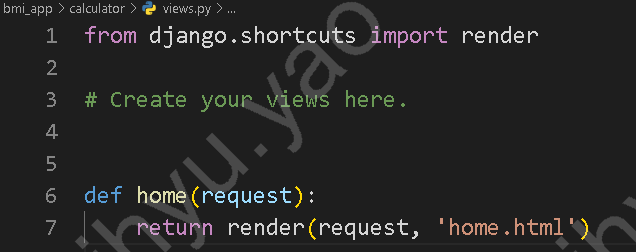 bmi_app > calculator > views.py > ...
1 from django.shortcuts import render
2
3 # Create your views here.
4
5
6 def home(request):
7     return render(request, 'home.html')